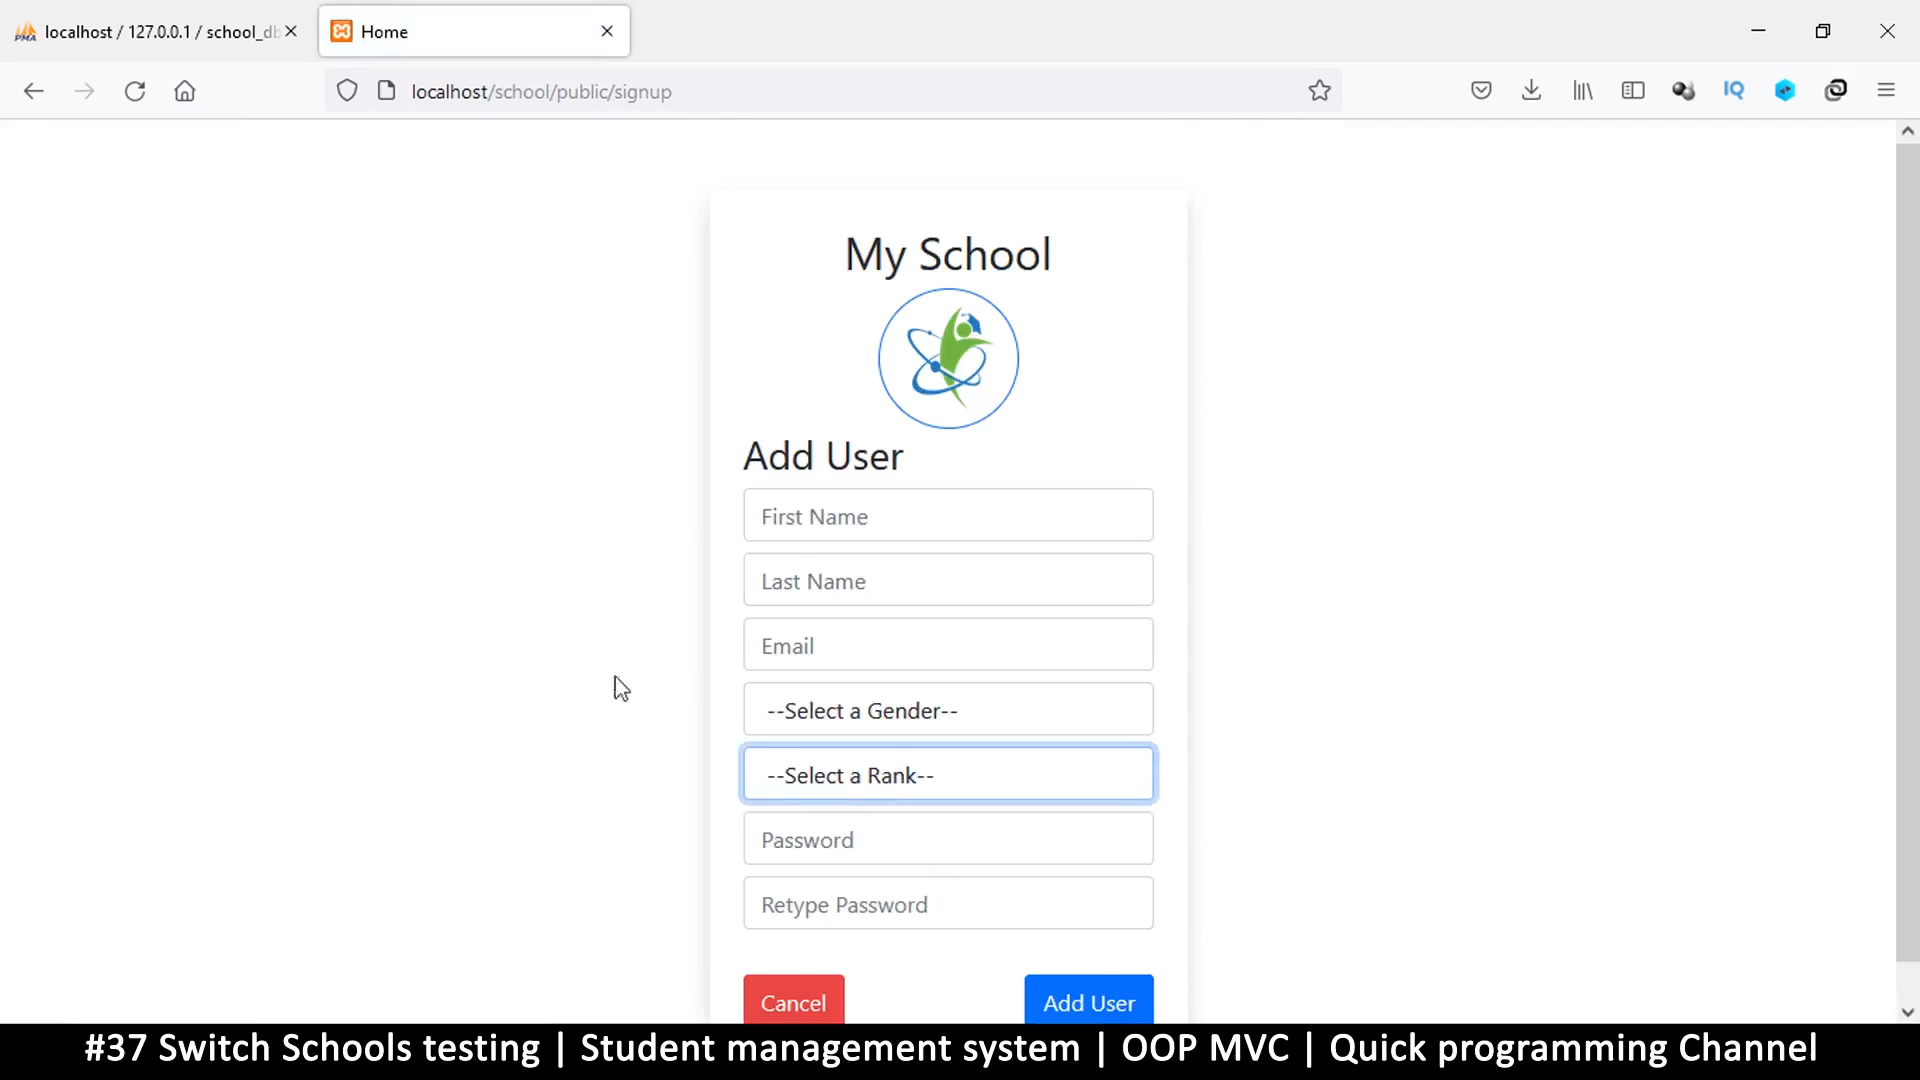 localhost / 127.0.0.1 / school_db
Home
localhost/school/public/signup
IQ
My School
Add User
First Name
Last Name
Email
--Select a Gender--
--Select a Rank--
Password
Retype Password
Cancel
Add User
#37 Switch Schools testing | Student management system | OOP MVC | Quick programming Channel